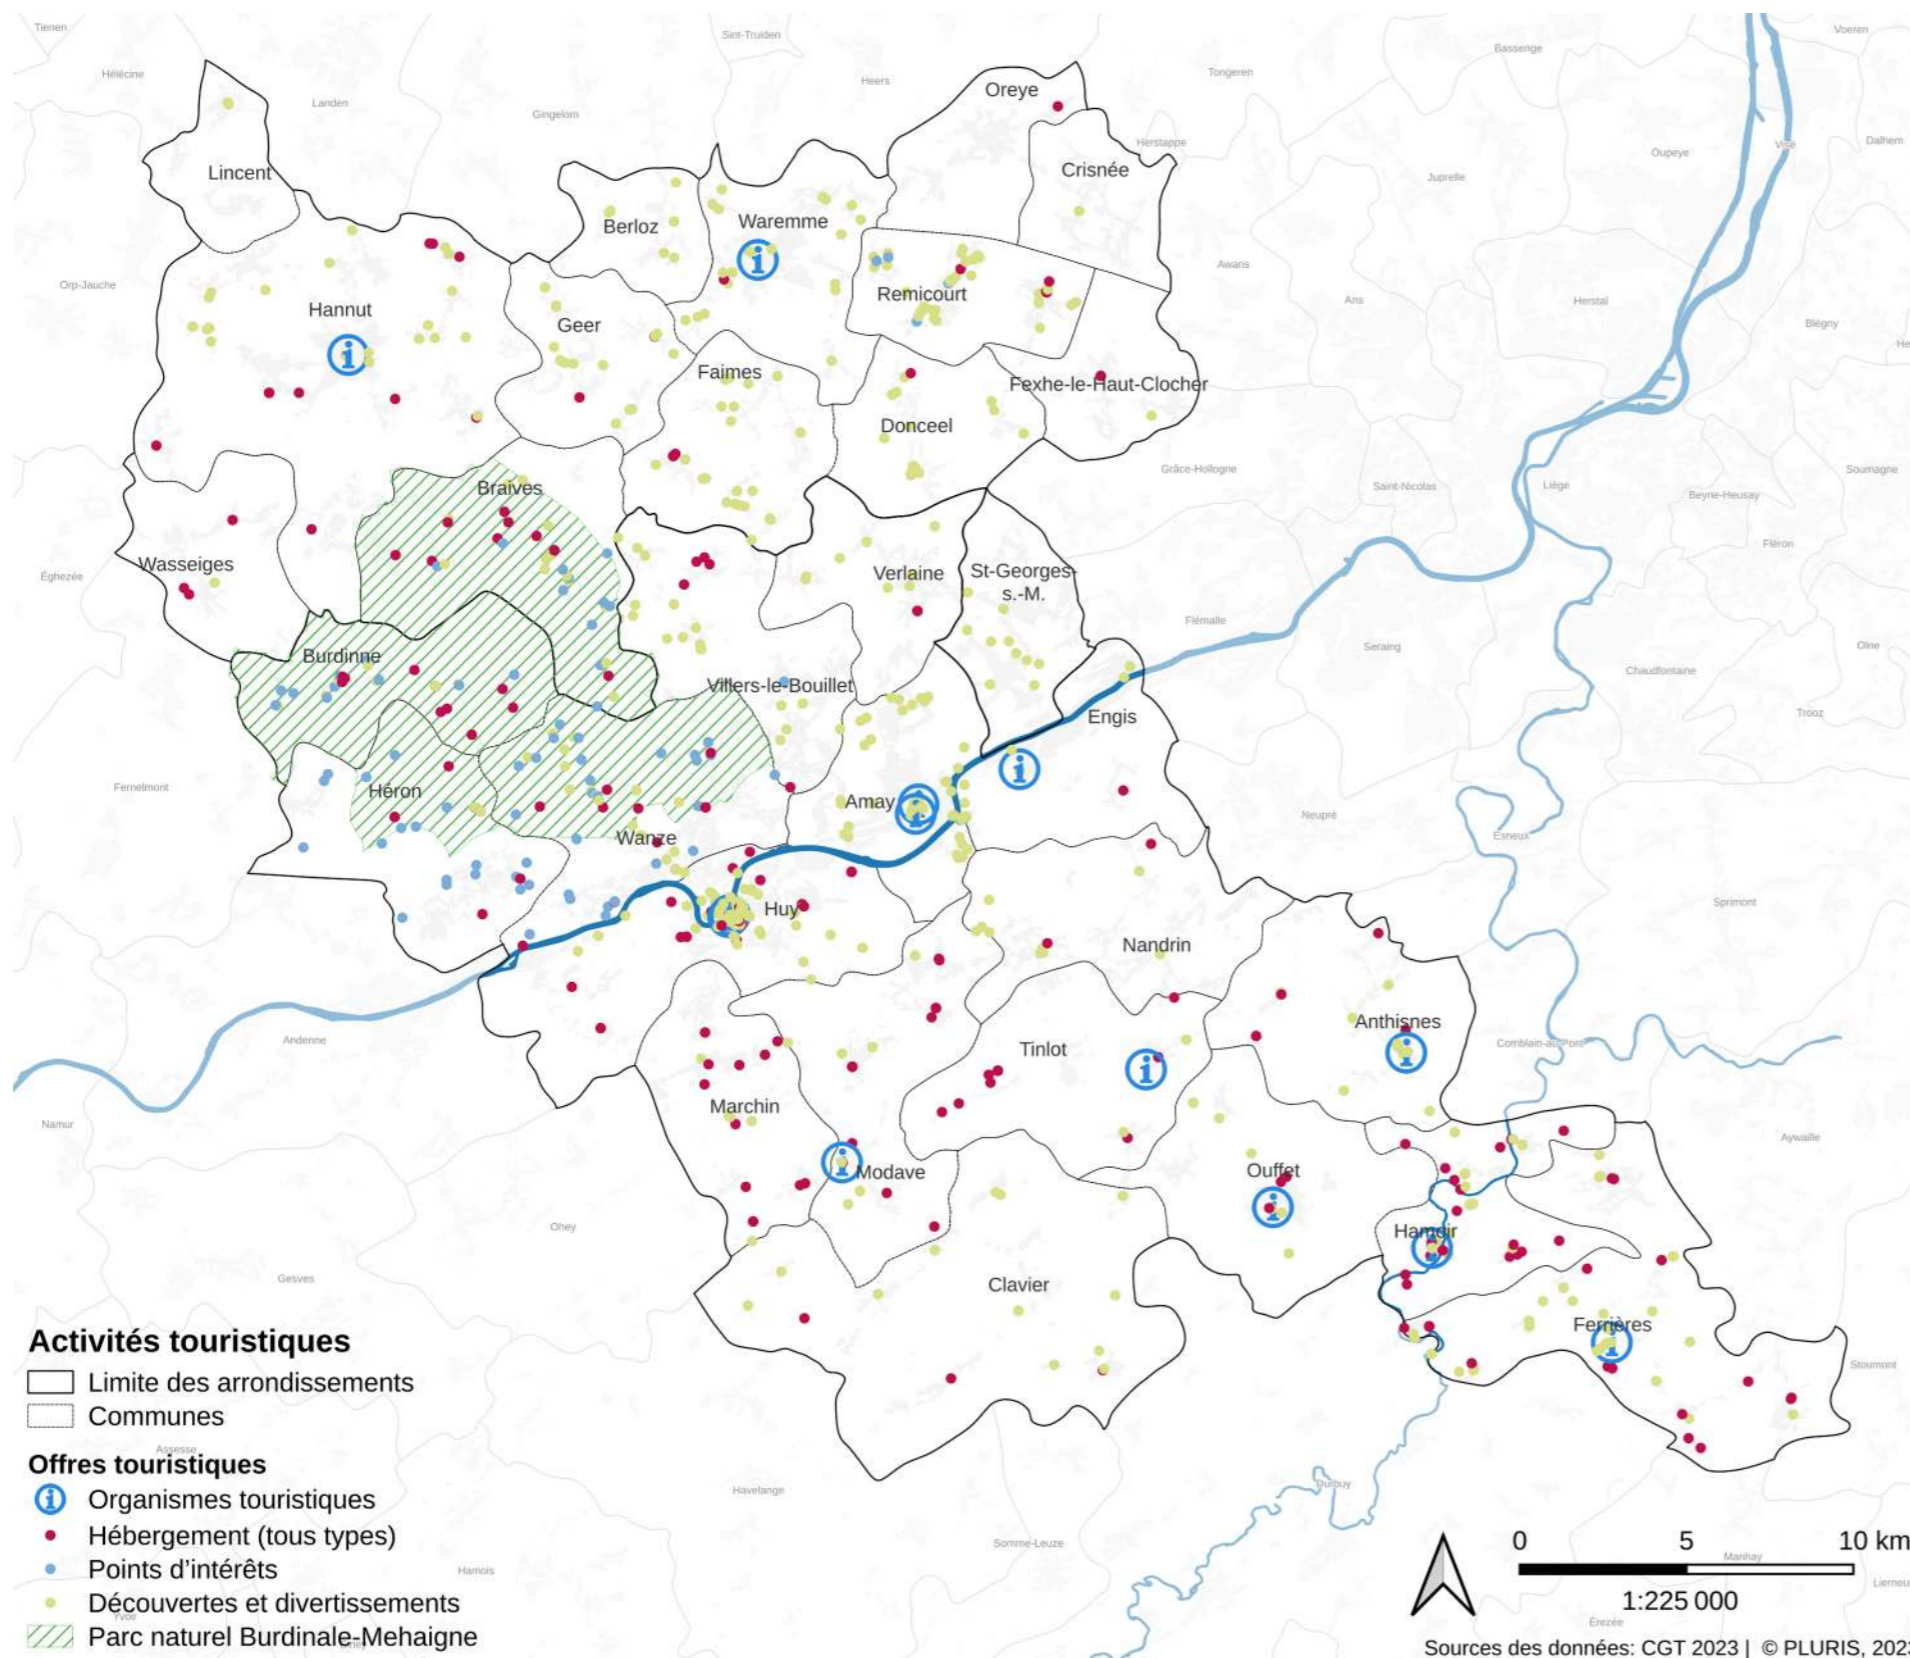 Tienen
Sint-Truiden
Voeren
Bassenge
Hélécine
Heers
Tongeren
Landen
Oreye
Gingelom
Herstappe
Visé
Dalhem
Oupeye
Lincent
Crisnée
Juprelle
Berloz
Waremme
Awans
Orp-Jauche
Remicourt
Ans
Herstal
Hannut
Geer
Blégny
He
Faimes
Fexhe-le-Haut-Clocher
Donceel
Grâce-Hollogne
Soumagne
Braives
Saint-Nicolas
Liège
Beyne-Heusay
Fléron
Wasseiges
Verlaine
St-Georges-
s.-M.
Éghezée
Flémalle
Seraing
Olne
Burdinne
Chaudfontaine
Villers-le-Bouillet
Engis
Trooz
Fernelmont
Héron
Amay
Neupré
Esneux
Wanze
Huy
Sprimont
Nandrin
Anthisnes
Andenne
Tinlot
Comblain-au-Pont
Marchin
Namur
Aywaille
Modave
Ouffet
Ohey
Hamoir
Gesves
Clavier
Ferrières
Activités touristiques
Stoumont
Limite des arrondissements
Communes
Assesse
Offres touristiques
Durbuy
Havelange
Organismes touristiques
Hébergement (tous types)
0 5 10 km
Somme-Leuze
Manhay
Points d'intérêts
Hamois
Lierneu
Découvertes et divertissements
1:225 000
Yvoir
Érezée
Parc naturel Burdinale-Mehaigne
Sources des données: CGT 2023 | © PLURIS, 2023